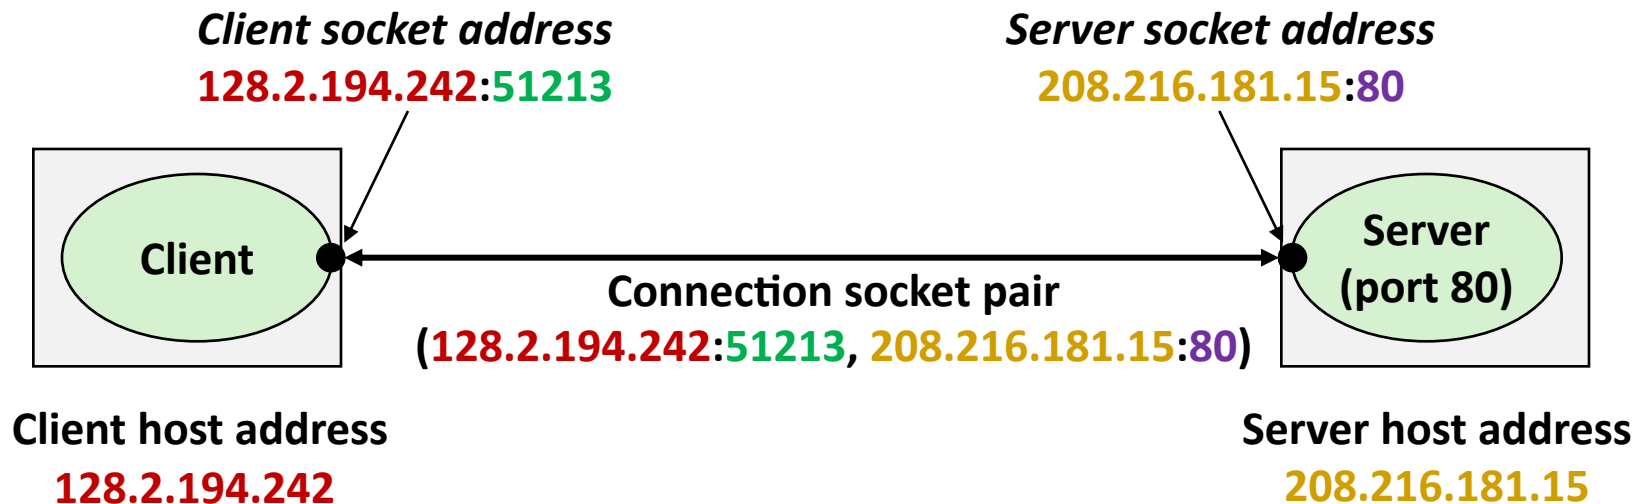 Client socket address
128.2.194.242:51213
Server socket address
208.216.181.15:80
Client
Server
(port 80)
Connection socket pair
(128.2.194.242:51213, 208.216.181.15:80)
Client host address
128.2.194.242
Server host address
208.216.181.15